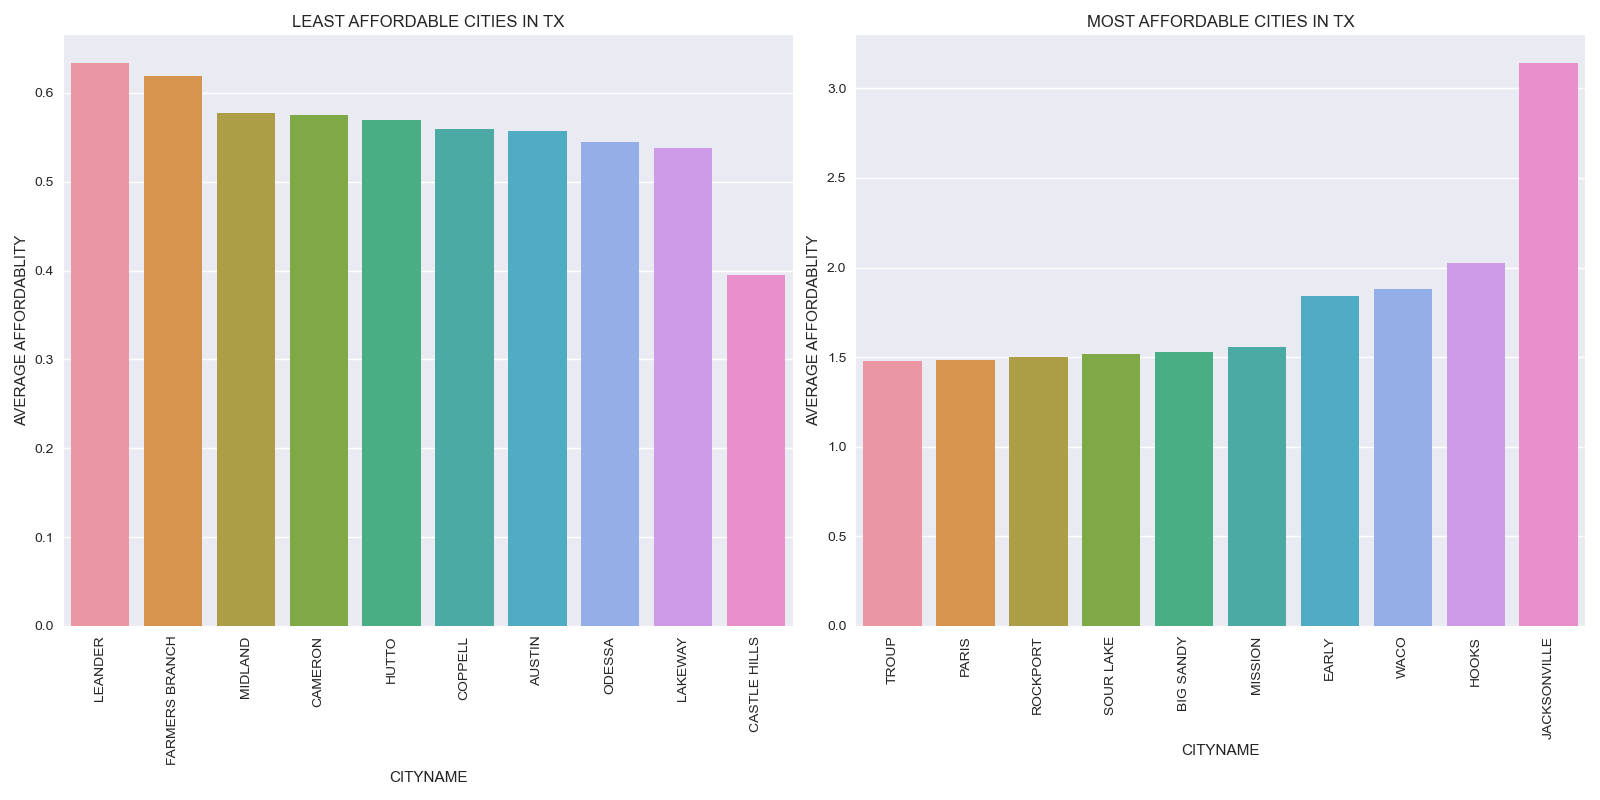 LEAST AFFORDABLE CITIES IN TX
AVERAGE AFFORDABLITY
0.6
0.5
0.4
0.3
0.2
0.1
0.0
LEANDER
FARMERS BRANCH
MIDLAND
CAMERON
HUTTO
COPPELL
AUSTIN
ODESSA
LAKEWAY
CASTLE HILLS
CITYNAME
MOST AFFORDABLE CITIES IN TX
AVERAGE AFFORDABLITY
3.0
2.5
2.0
1.5
1.0
0.5
0.0
TROUP
PARIS
ROCKPORT
SOUR LAKE
BIG SANDY
MISSION
EARLY
WACO
HOOKS
JACKSONVILLE
CITYNAME